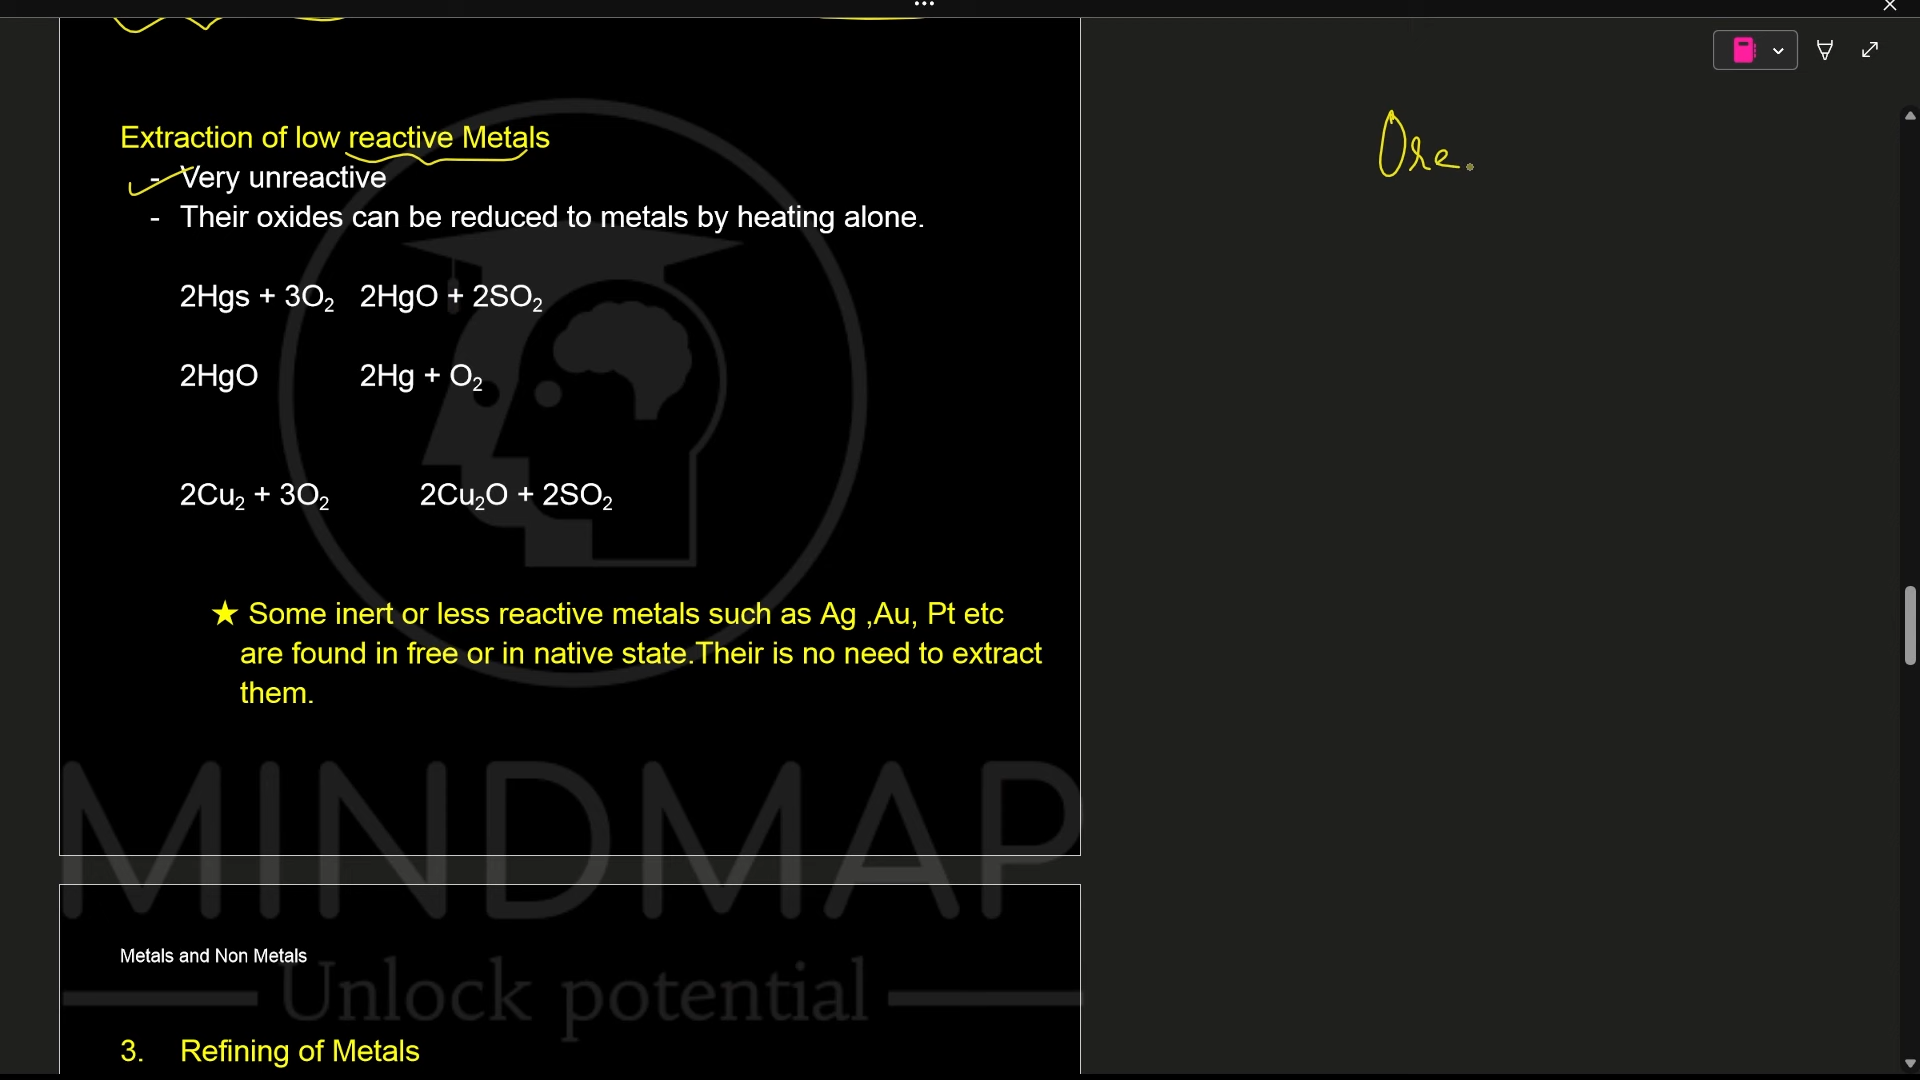 Ore.
Extraction of low reactive Metals
- Very unreactive
- Their oxides can be reduced to metals by heating alone.
2Hgs + 3O₂ 2HgO + 2SO₂
2HgO 2Hg + O₂
2Cu₂ + 3O₂ 2Cu₂O + 2SO₂
★ Some inert or less reactive metals such as Ag ,Au, Pt etc
are found in free or in native state.Their is no need to extract
them.
MINDMAP
Metals and Non Metals
Unlock potential
3. Refining of Metals